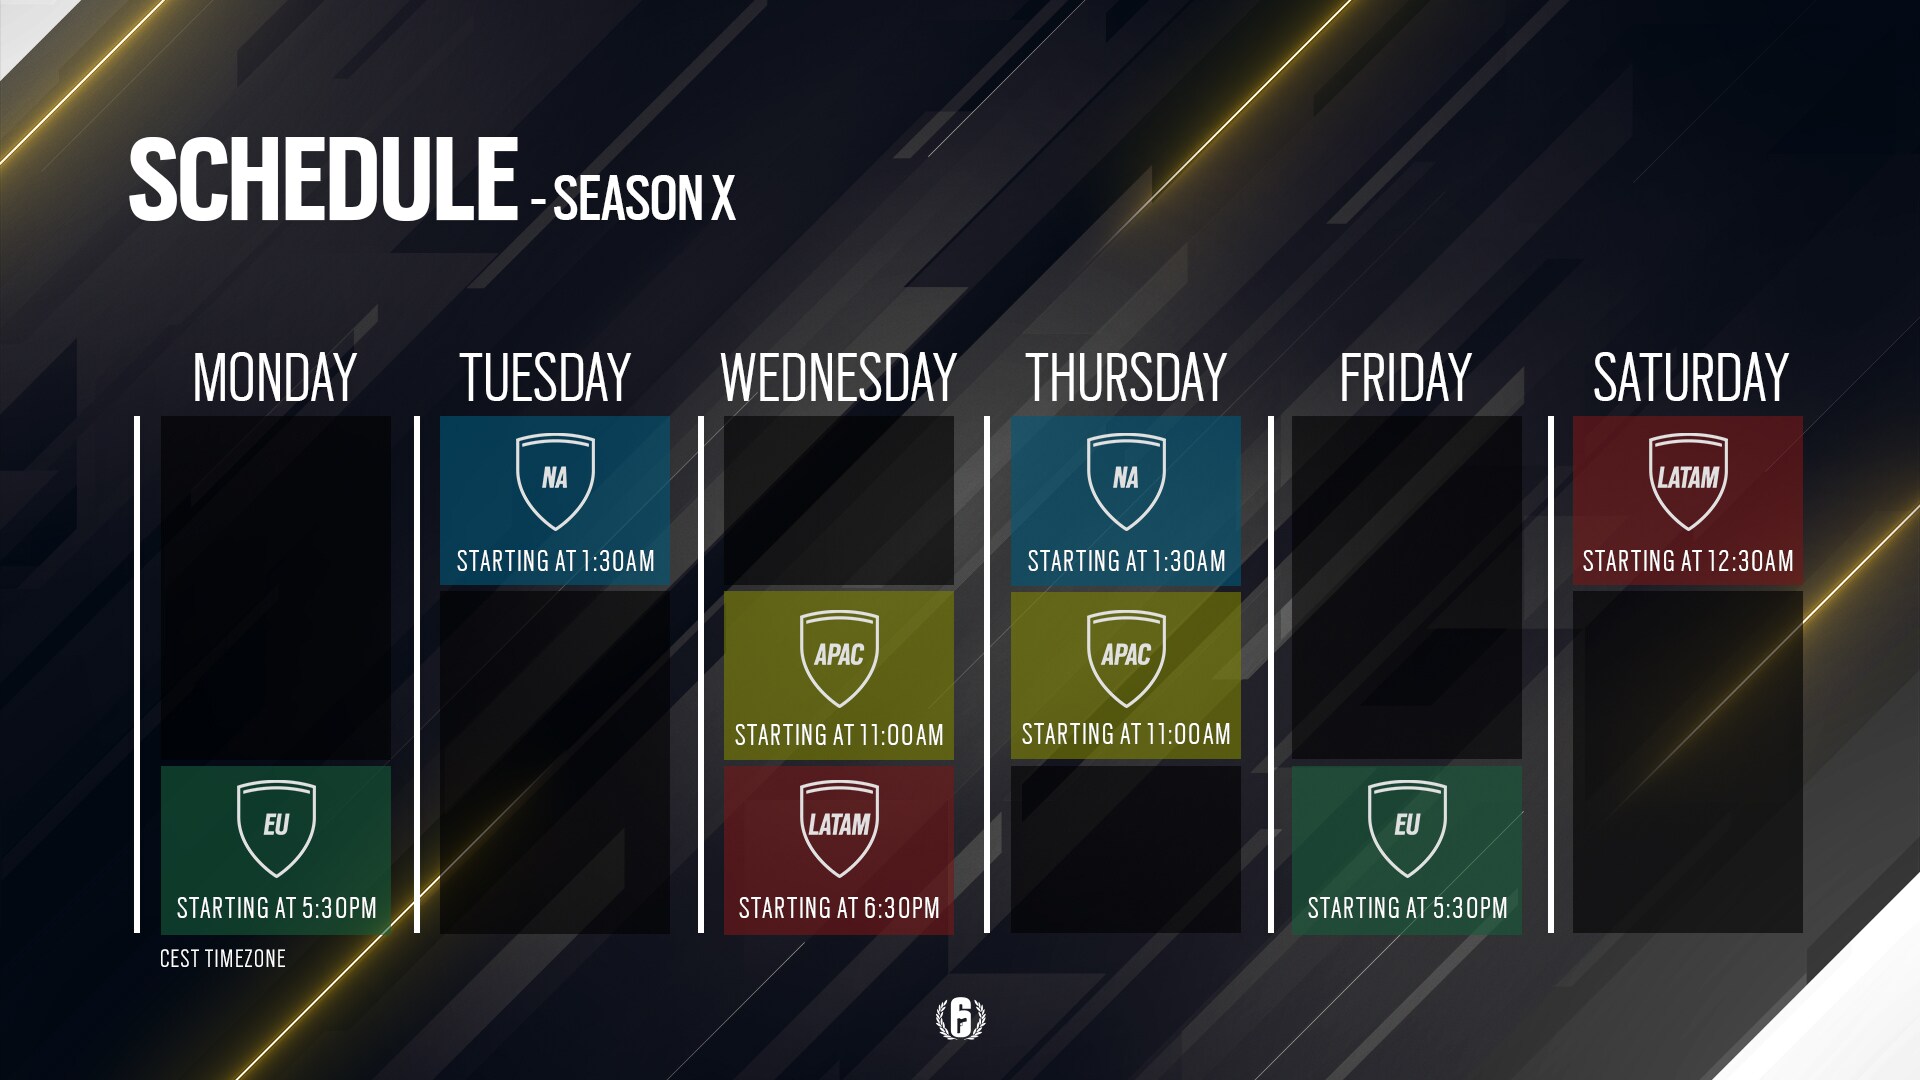 SCHEDULE - SEASON X
MONDAY
TUESDAY
WEDNESDAY
THURSDAY
FRIDAY
SATURDAY
NA
STARTING AT 1:30AM
NA
STARTING AT 1:30AM
LATAM
STARTING AT 12:30AM
APAC
STARTING AT 11:00AM
APAC
STARTING AT 11:00AM
EU
STARTING AT 5:30PM
LATAM
STARTING AT 6:30PM
EU
STARTING AT 5:30PM
CEST TIMEZONE
6